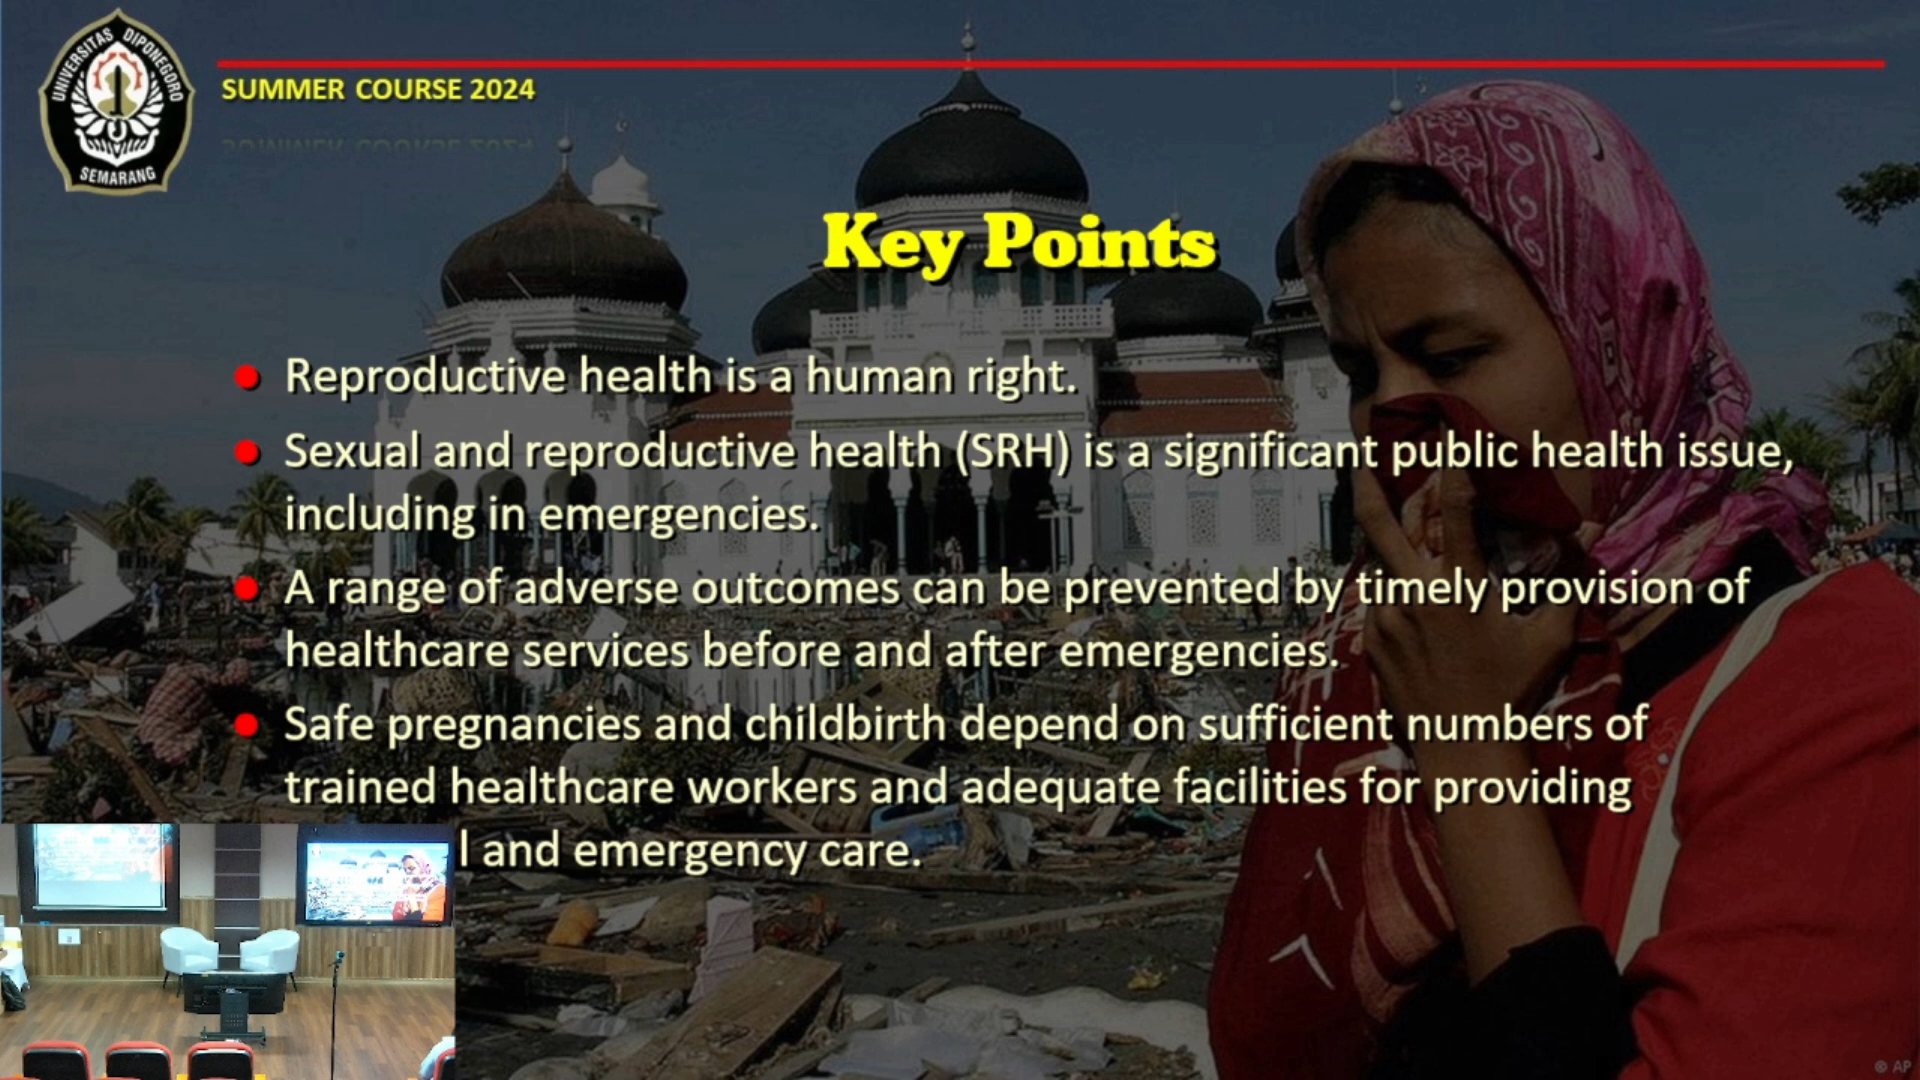 UNIVERSITAS DIPONEGORO
SEMARANG
SUMMER COURSE 2024
Key Points
Reproductive health is a human right.
Sexual and reproductive health (SRH) is a significant public health issue,
including in emergencies.
A range of adverse outcomes can be prevented by timely provision of
healthcare services before and after emergencies.
Safe pregnancies and childbirth depend on sufficient numbers of
trained healthcare workers and adequate facilities for providing
l and emergency care.
© AP